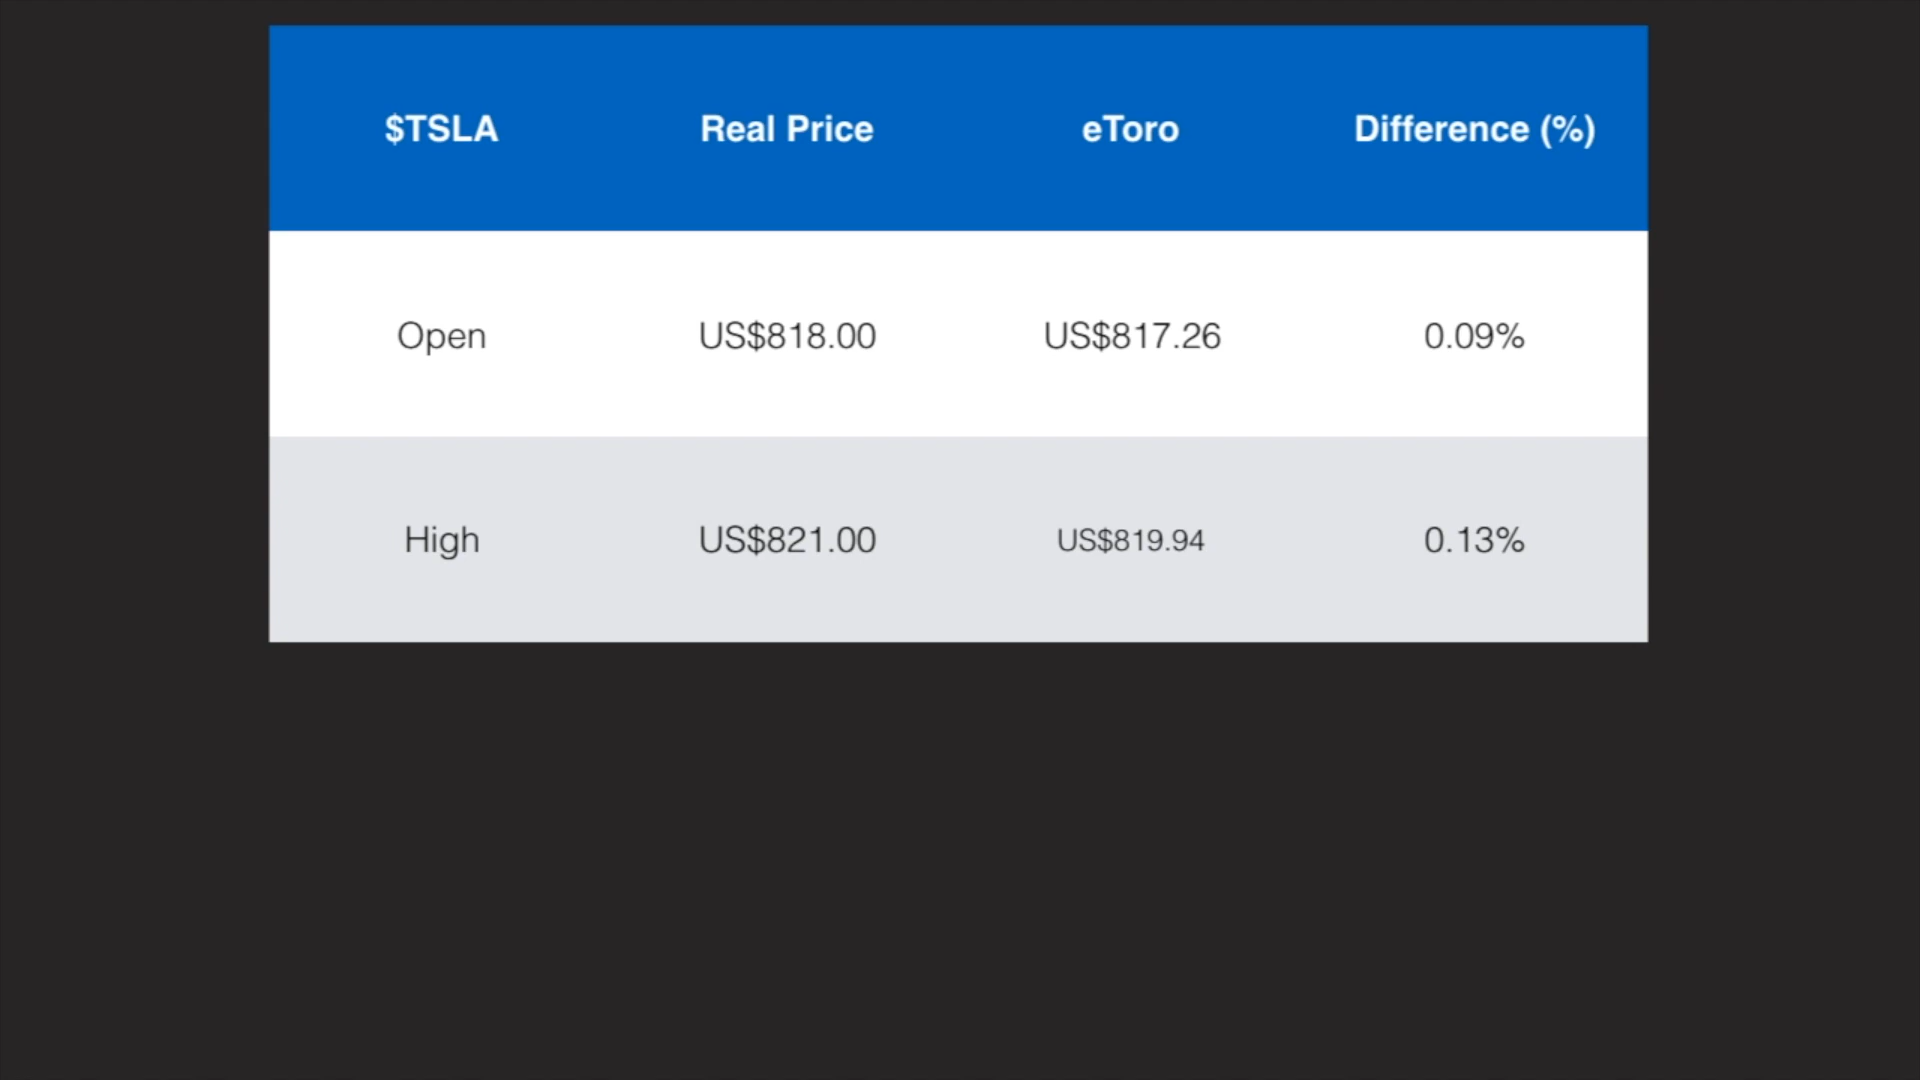 $TSLA Real Price eToro Difference (%)
Open US$818.00 US$817.26 0.09%
High US$821.00 US$819.94 0.13%